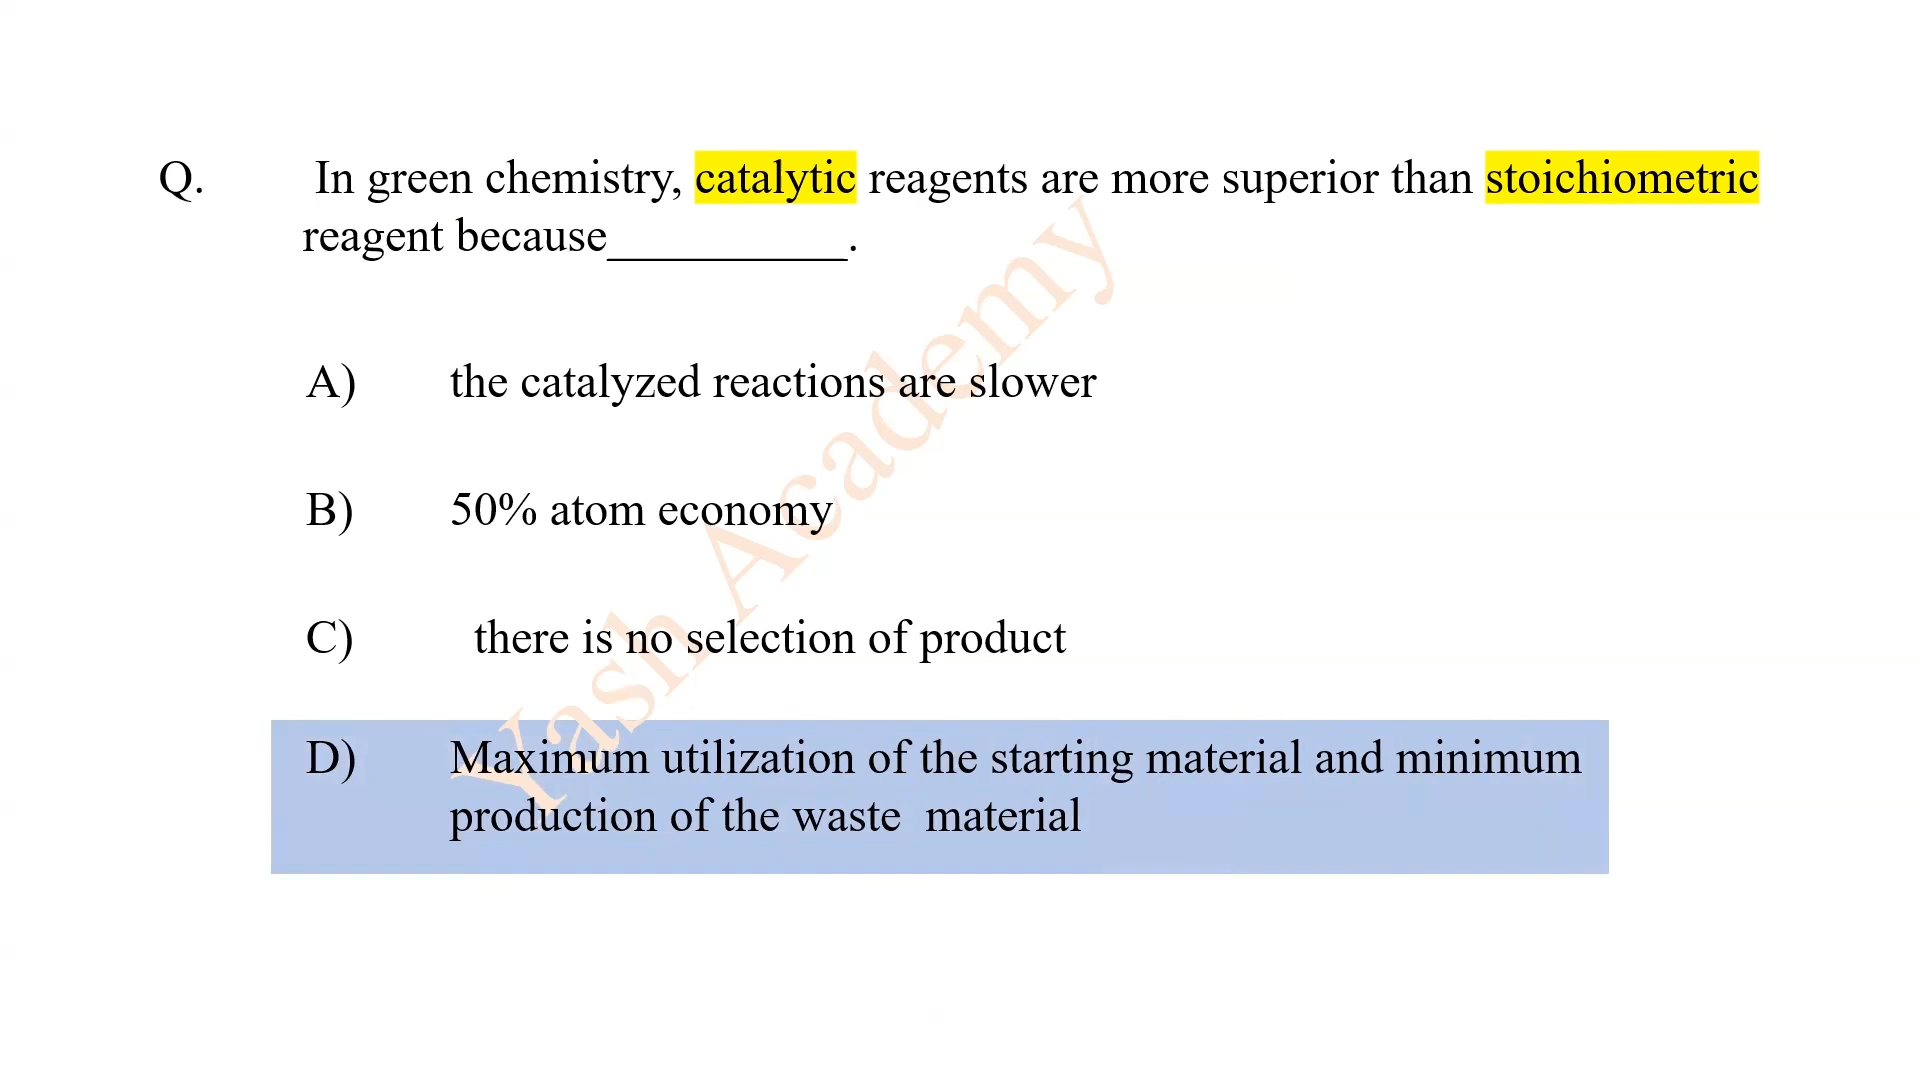 Q. In green chemistry, catalytic reagents are more superior than stoichiometric
reagent because__________.
A) the catalyzed reactions are slower
B) 50% atom economy
C) there is no selection of product
D) Maximum utilization of the starting material and minimum
production of the waste material
Yash Academy